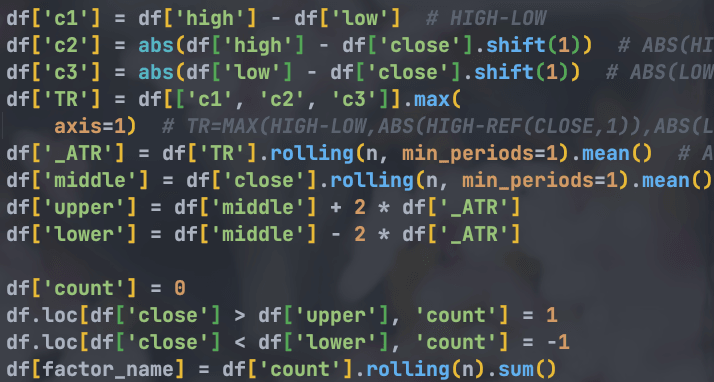 df['c1'] = df['high'] - df['low']  # HIGH-LOW
df['c2'] = abs(df['high'] - df['close'].shift(1))  # ABS(HI
df['c3'] = abs(df['low'] - df['close'].shift(1))  # ABS(LOW
df['TR'] = df[['c1', 'c2', 'c3']].max(
    axis=1)  # TR=MAX(HIGH-LOW,ABS(HIGH-REF(CLOSE,1)),ABS(L
df['_ATR'] = df['TR'].rolling(n, min_periods=1).mean()  # A
df['middle'] = df['close'].rolling(n, min_periods=1).mean()
df['upper'] = df['middle'] + 2 * df['_ATR']
df['lower'] = df['middle'] - 2 * df['_ATR']
df['count'] = 0
df.loc[df['close'] > df['upper'], 'count'] = 1
df.loc[df['close'] < df['lower'], 'count'] = -1
df[factor_name] = df['count'].rolling(n).sum()